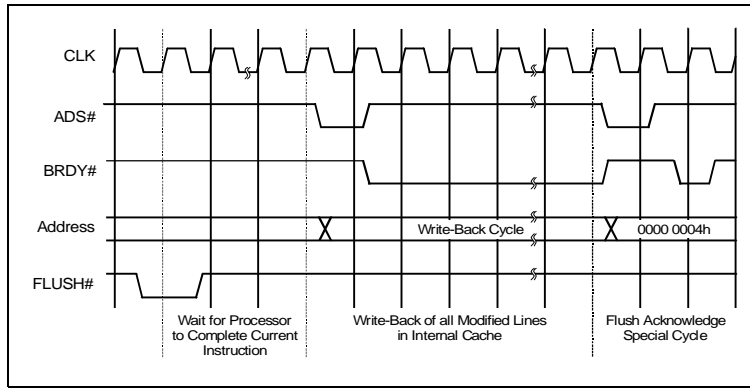 CLK
ADS#
BRDY#
Address
Write-Back Cycle
0000 0004h
FLUSH#
Wait for Processor
to Complete Current
Instruction
Write-Back of all Modified Lines
in Internal Cache
Flush Acknowledge
Special Cycle